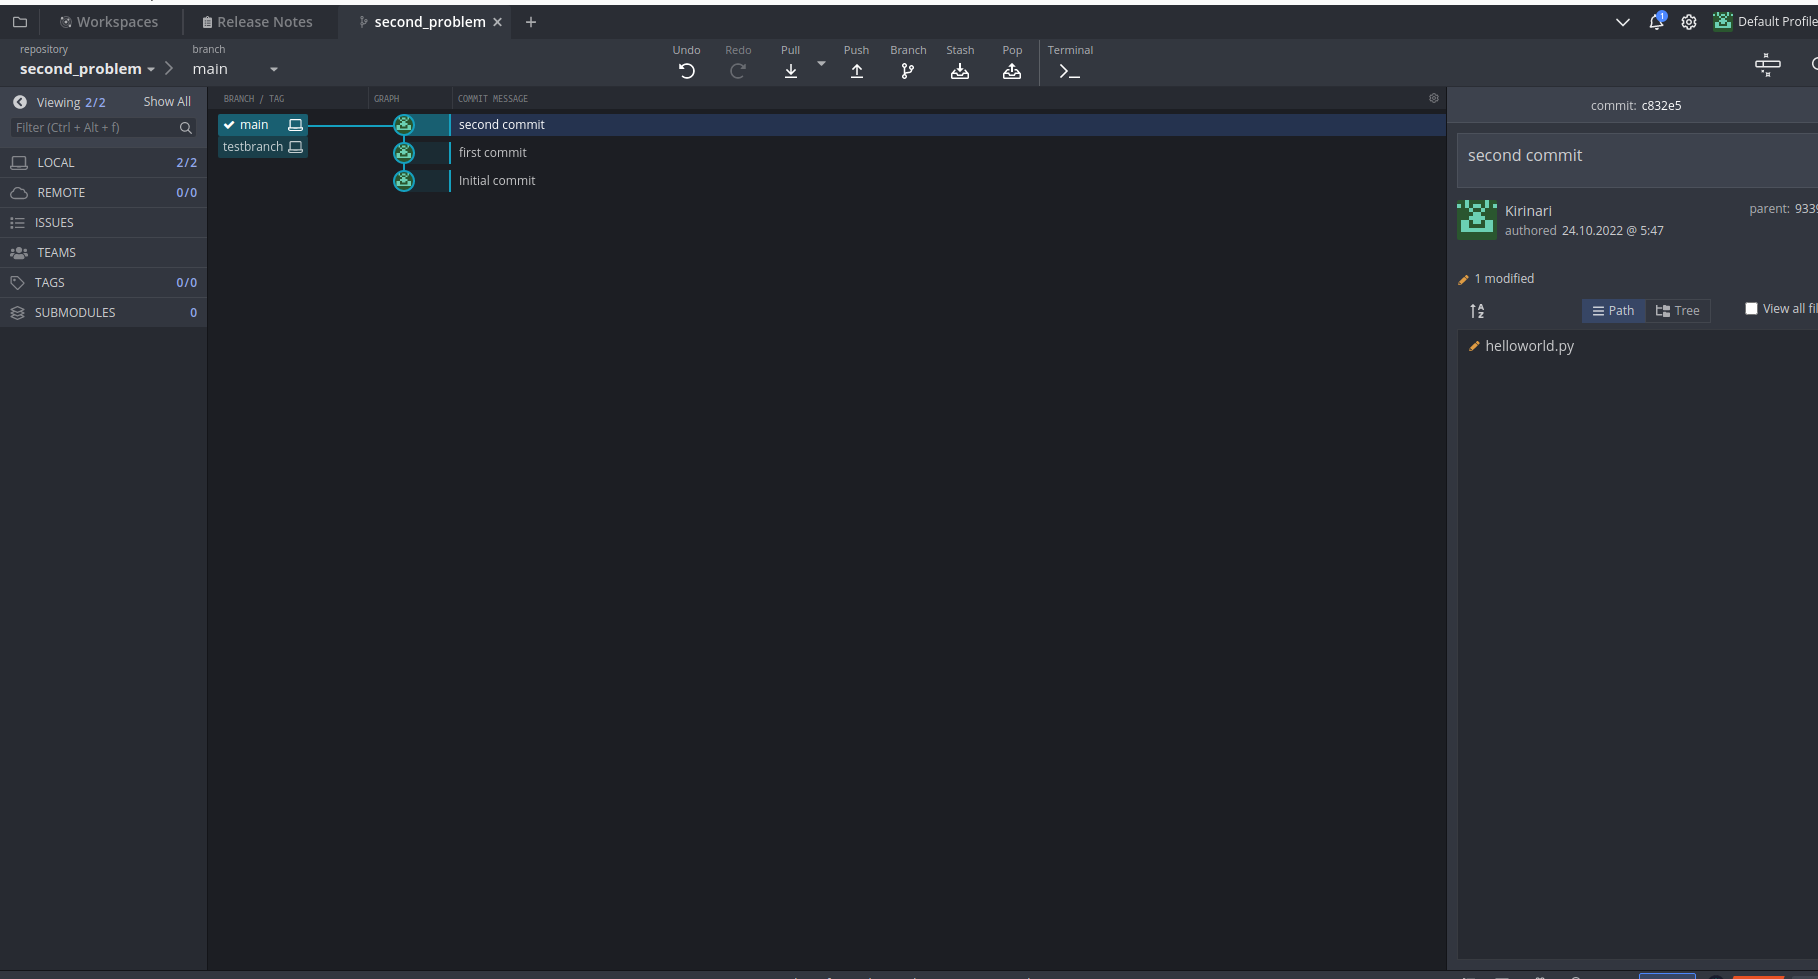 Workspaces
Release Notes
second_problem
1
Default Profile
repository
second_problem
branch
main
Undo
Redo
Pull
Push
Branch
Stash
Pop
Terminal
Viewing 2/2
Show All
Filter (Ctrl + Alt + f)
LOCAL 2/2
REMOTE 0/0
ISSUES
TEAMS
TAGS 0/0
SUBMODULES 0
BRANCH / TAG
GRAPH
COMMIT MESSAGE
main
second commit
testbranch
first commit
Initial commit
commit: c832e5
second commit
Kirinari
authored 24.10.2022 @ 5:47
parent: 9339
1 modified
A
Z
Path
Tree
View all fil
helloworld.py